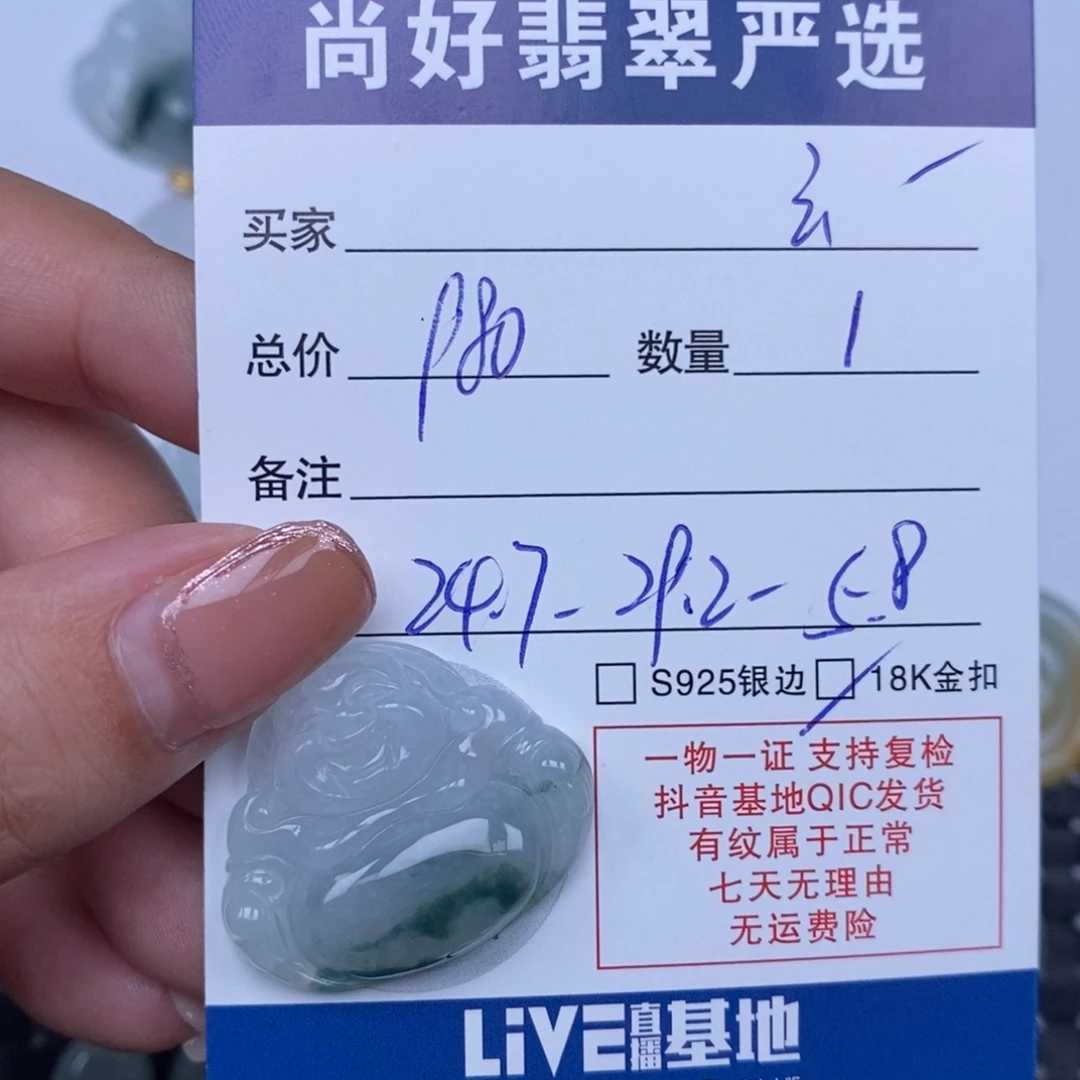 尚好翡翠严选
买家
总价 数量 1
备注
24.7-29.2-5.8
S925银边 18K金扣
一物一证 支持复检
抖音基地QIC发货
有纹属于正常
七天无理由
无运费险
LiVE直播基地